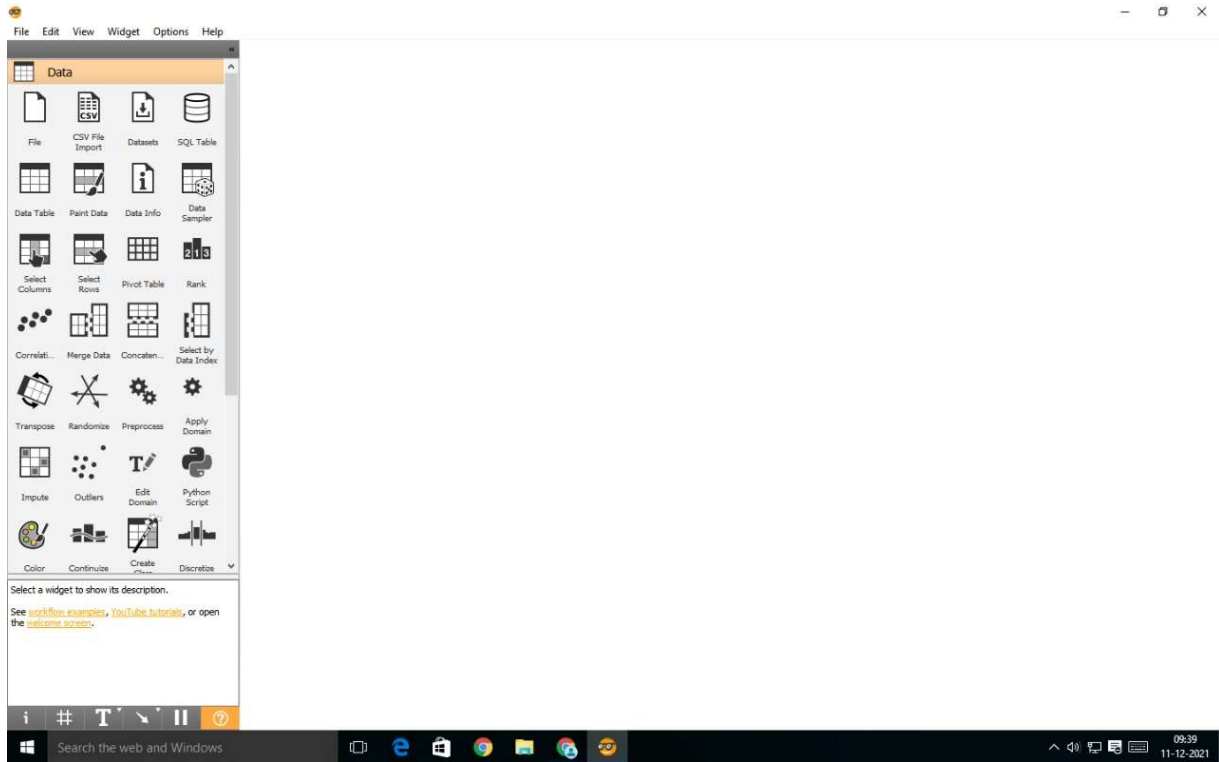 File Edit View Widget Options Help
Data
File
CSV File Import
Datasets
SQL Table
Data Table
Paint Data
Data Info
Data Sampler
Select Columns
Select Rows
Pivot Table
Rank
Correlati...
Merge Data
Concaten...
Select by Data Index
Transpose
Randomize
Preprocess
Apply Domain
Impute
Outliers
Edit Domain
Python Script
Color
Continuize
Create
Discretize
Select a widget to show its description.
See workflow examples, YouTube tutorials, or open
the welcome screen.
Search the web and Windows
09:39
11-12-2021